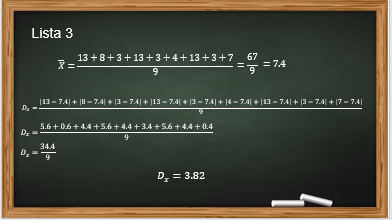 Lista 3
X̅ = (13 + 8 + 3 + 13 + 3 + 4 + 13 + 3 + 7)/9 = 67/9 = 7.4
Dₓ = (|13 − 7.4| + |8 − 7.4| + |3 − 7.4| + |13 − 7.4| + |3 − 7.4| + |4 − 7.4| + |13 − 7.4| + |3 − 7.4| + |7 − 7.4|)/9
Dₓ = (5.6 + 0.6 + 4.4 + 5.6 + 4.4 + 3.4 + 5.6 + 4.4 + 0.4)/9
Dₓ = 34.4/9
Dₓ = 3.82